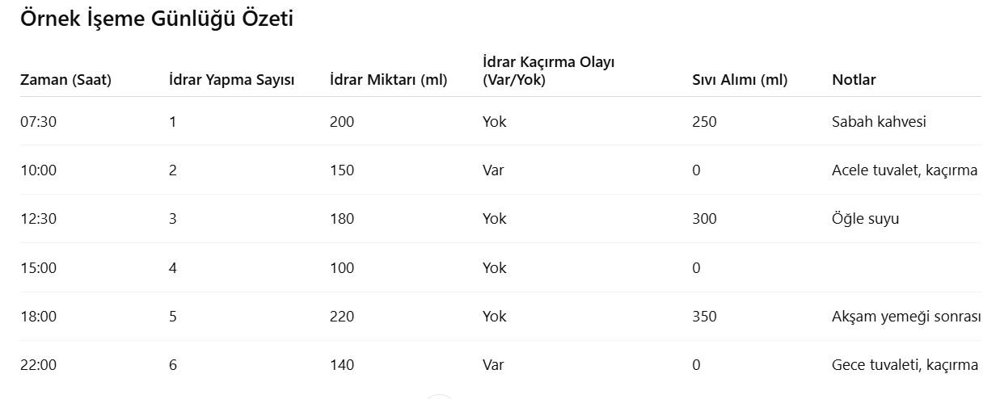 Örnek İşeme Günlüğü Özeti
Zaman (Saat) İdrar Yapma Sayısı İdrar Miktarı (ml) İdrar Kaçırma Olayı (Var/Yok) Sıvı Alımı (ml) Notlar
07:30 1 200 Yok 250 Sabah kahvesi
10:00 2 150 Var 0 Acele tuvalet, kaçırma
12:30 3 180 Yok 300 Öğle suyu
15:00 4 100 Yok 0
18:00 5 220 Yok 350 Akşam yemeği sonrası
22:00 6 140 Var 0 Gece tuvaleti, kaçırma